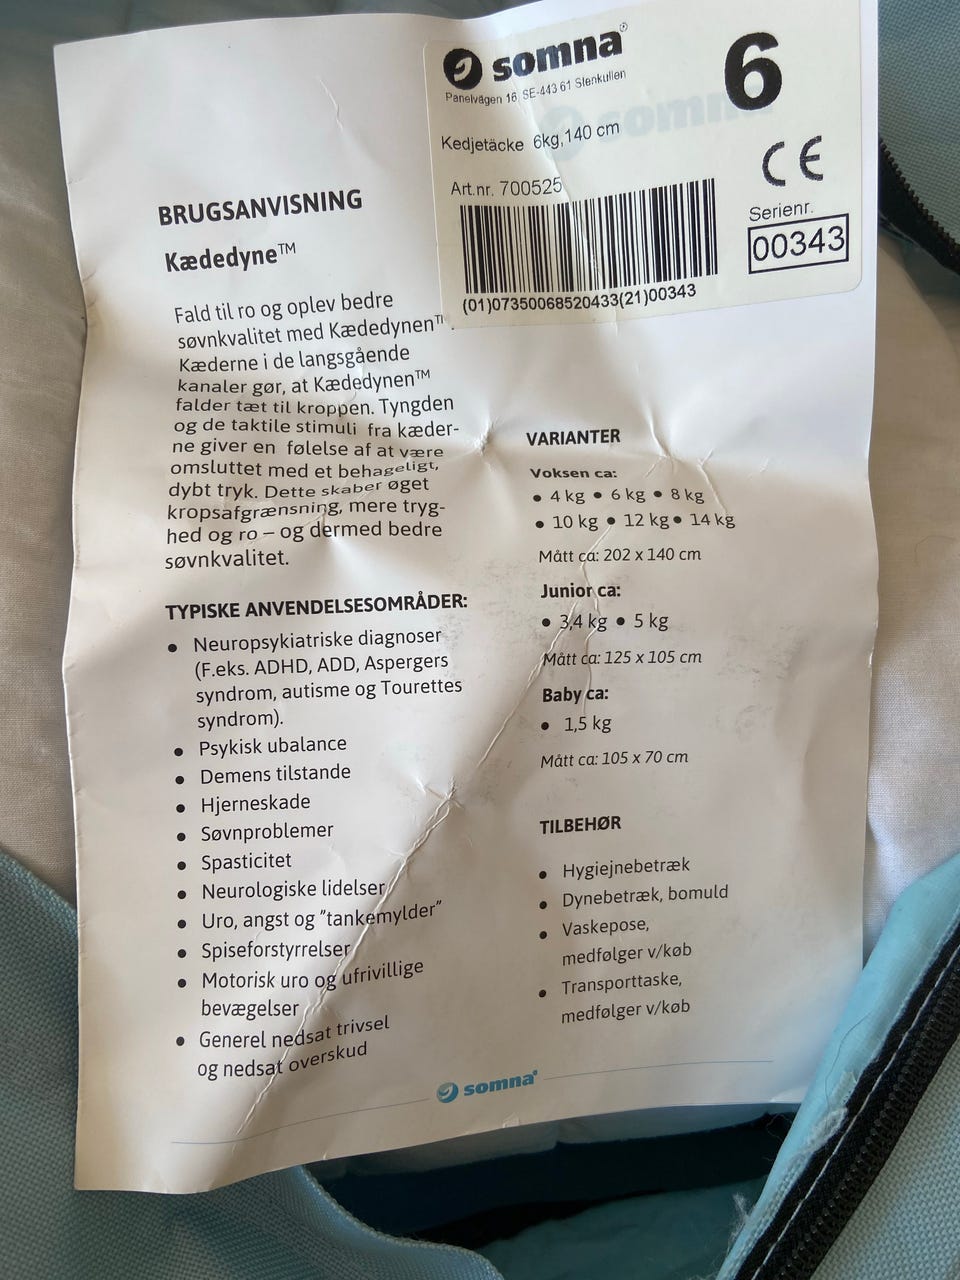 somna®
Panelvägen 16, SE-443 61 Stenkullen
6
Kedjetäcke 6kg,140 cm
CE
Art.nr. 700525
Serienr.
00343
(01)07350068520433(21)00343
BRUGSANVISNING
Kædedyne™
Fald til ro og oplev bedre
søvnkvalitet med Kædedynen™.
Kæderne i de langsgående
kanaler gør, at Kædedynen™
falder tæt til kroppen. Tyngden
og de taktile stimuli fra kæder-
ne giver en følelse af at være
omsluttet med et behageligt,
dybt tryk. Dette skaber øget
kropsafgrænsning, mere tryg-
hed og ro – og dermed bedre
søvnkvalitet.
TYPISKE ANVENDELSESOMRÅDER:
• Neuropsykiatriske diagnoser
(F.eks. ADHD, ADD, Aspergers
syndrom, autisme og Tourettes
syndrom).
• Psykisk ubalance
• Demens tilstande
• Hjerneskade
• Søvnproblemer
• Spasticitet
• Neurologiske lidelser
• Uro, angst og ”tankemylder”
• Spiseforstyrrelser
• Motorisk uro og ufrivillige
bevægelser
• Generel nedsat trivsel
og nedsat overskud
VARIANTER
Voksen ca:
• 4 kg • 6 kg • 8 kg
• 10 kg • 12 kg • 14 kg
Mått ca: 202 x 140 cm
Junior ca:
• 3,4 kg • 5 kg
Mått ca: 125 x 105 cm
Baby ca:
• 1,5 kg
Mått ca: 105 x 70 cm
TILBEHØR
• Hygiejnebetræk
• Dynebetræk, bomuld
• Vaskepose,
medfølger v/køb
• Transporttaske,
medfølger v/køb
somna®